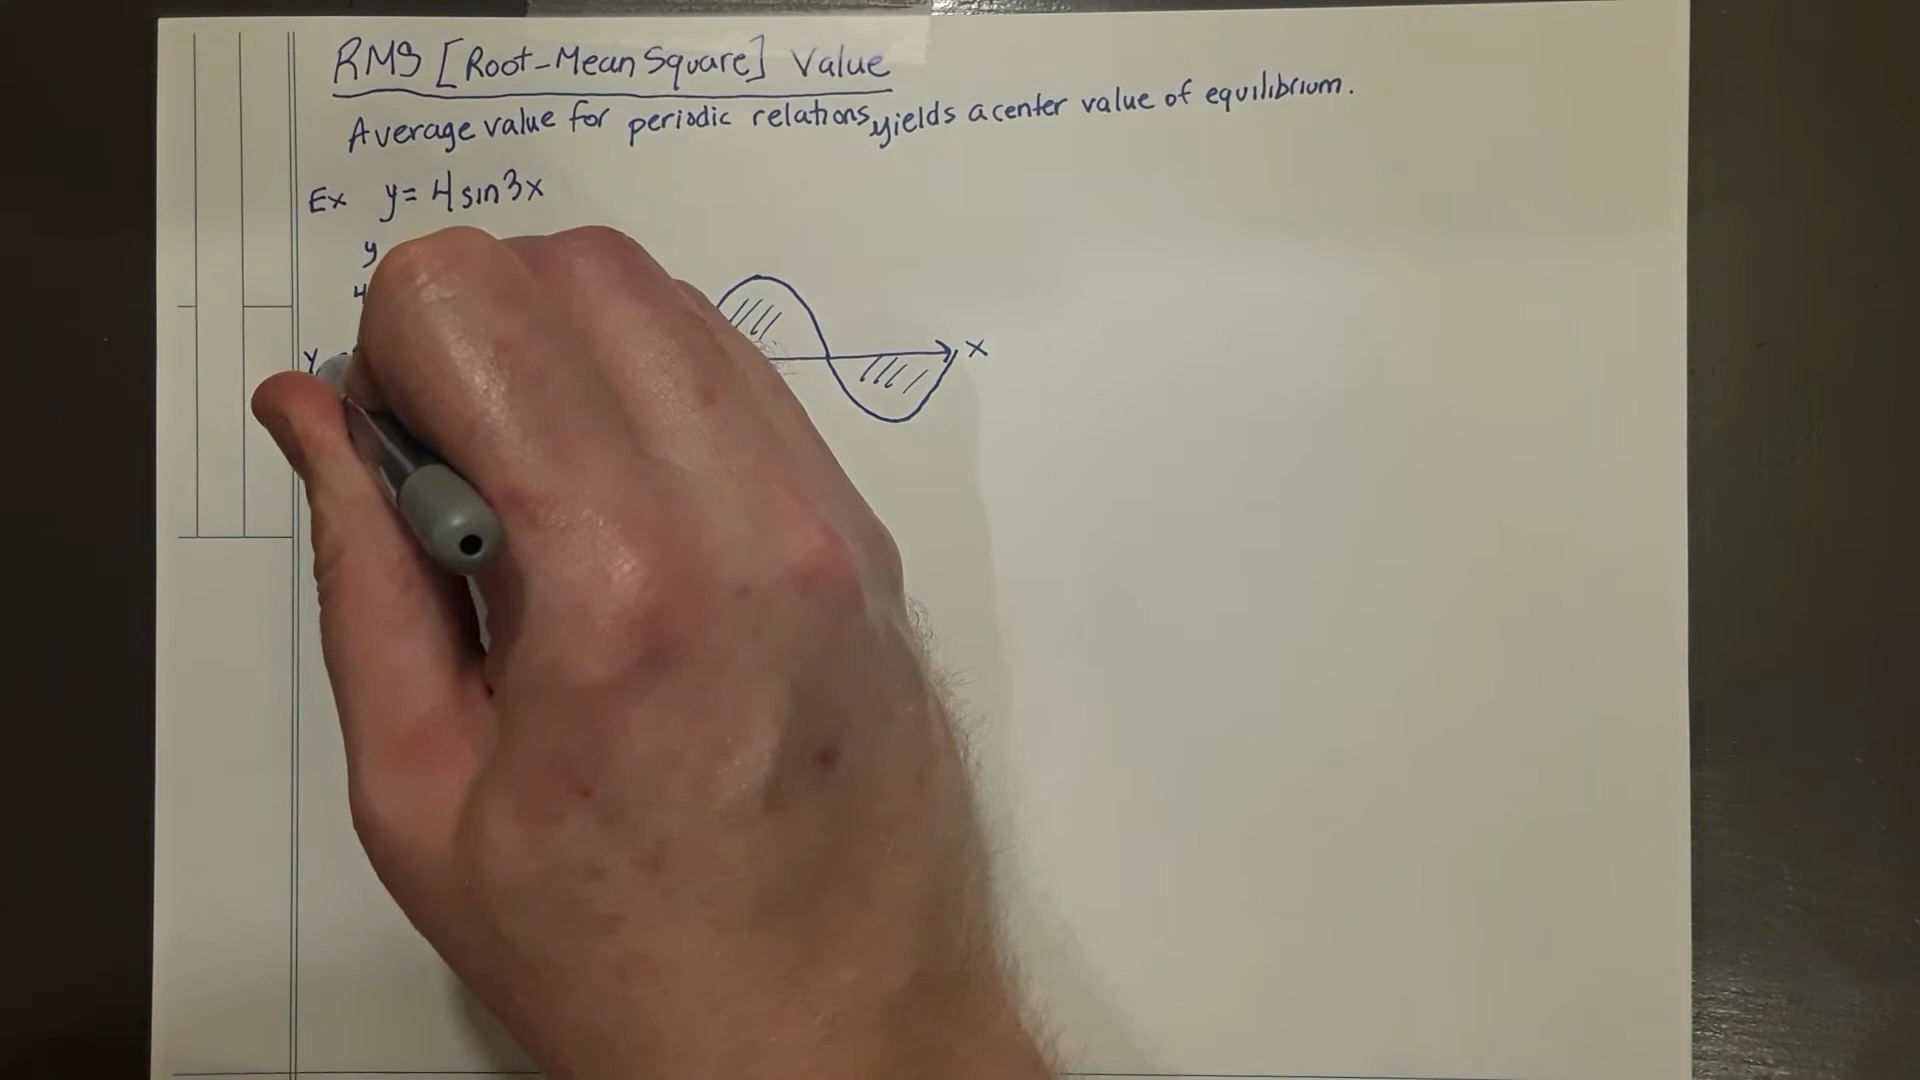 RMS [Root-Mean Square] Value
Average value for periodic relations, yields a center value of equilibrium.
Ex y = 4 sin 3x
y
4
x
y